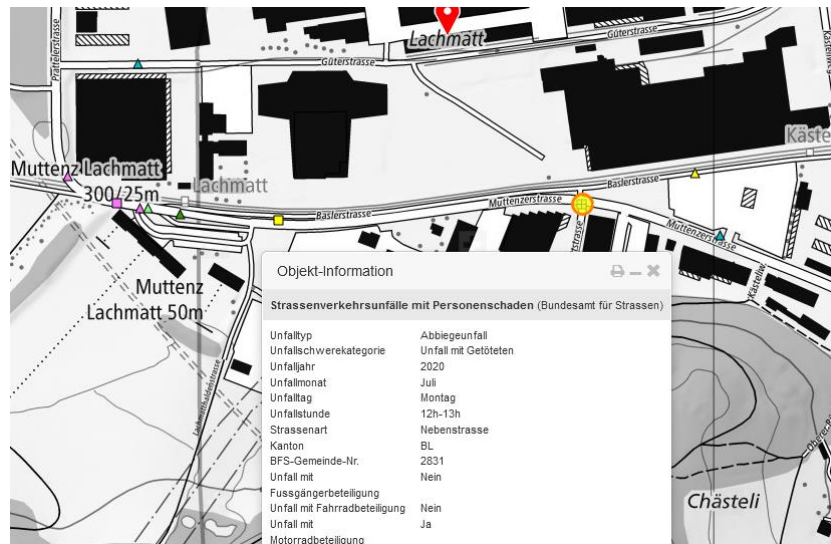 Prattelerstrasse
Lachmatt
Güterstrasse
Güterstrasse
Muttenz Lachmatt
300/25m
Lachmatt
Käste
Baslerstrasse
Muttenzerstrasse
Baslerstrasse
Muttenzerstrasse
Muttenz
Lachmatt 50m
Lachmatthaldenstrasse
Kästeliw.
Chästeli
Objekt-Information
Strassenverkehrsunfälle mit Personenschaden (Bundesamt für Strassen)
Unfalltyp Abbiegeunfall
Unfallschwerekategorie Unfall mit Getöteten
Unfalljahr 2020
Unfallmonat Juli
Unfalltag Montag
Unfallstunde 12h-13h
Strassenart Nebenstrasse
Kanton BL
BFS-Gemeinde-Nr. 2831
Unfall mit Nein
Fussgängerbeteiligung
Unfall mit Fahrradbeteiligung Nein
Unfall mit Ja
Motorradbeteiligung